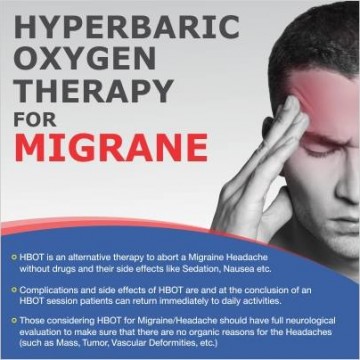 HYPERBARIC
OXYGEN
THERAPY
FOR
MIGRANE
HBOT is an alternative therapy to abort a Migraine Headache
without drugs and their side effects like Sedation, Nausea etc.
Complications and side effects of HBOT are and at the conclusion of an
HBOT session patients can return immediately to daily activities.
Those considering HBOT for Migraine/Headache should have full neurological
evaluation to make sure that there are no organic reasons for the Headaches
(such as Mass, Tumor, Vascular Deformities, etc.)